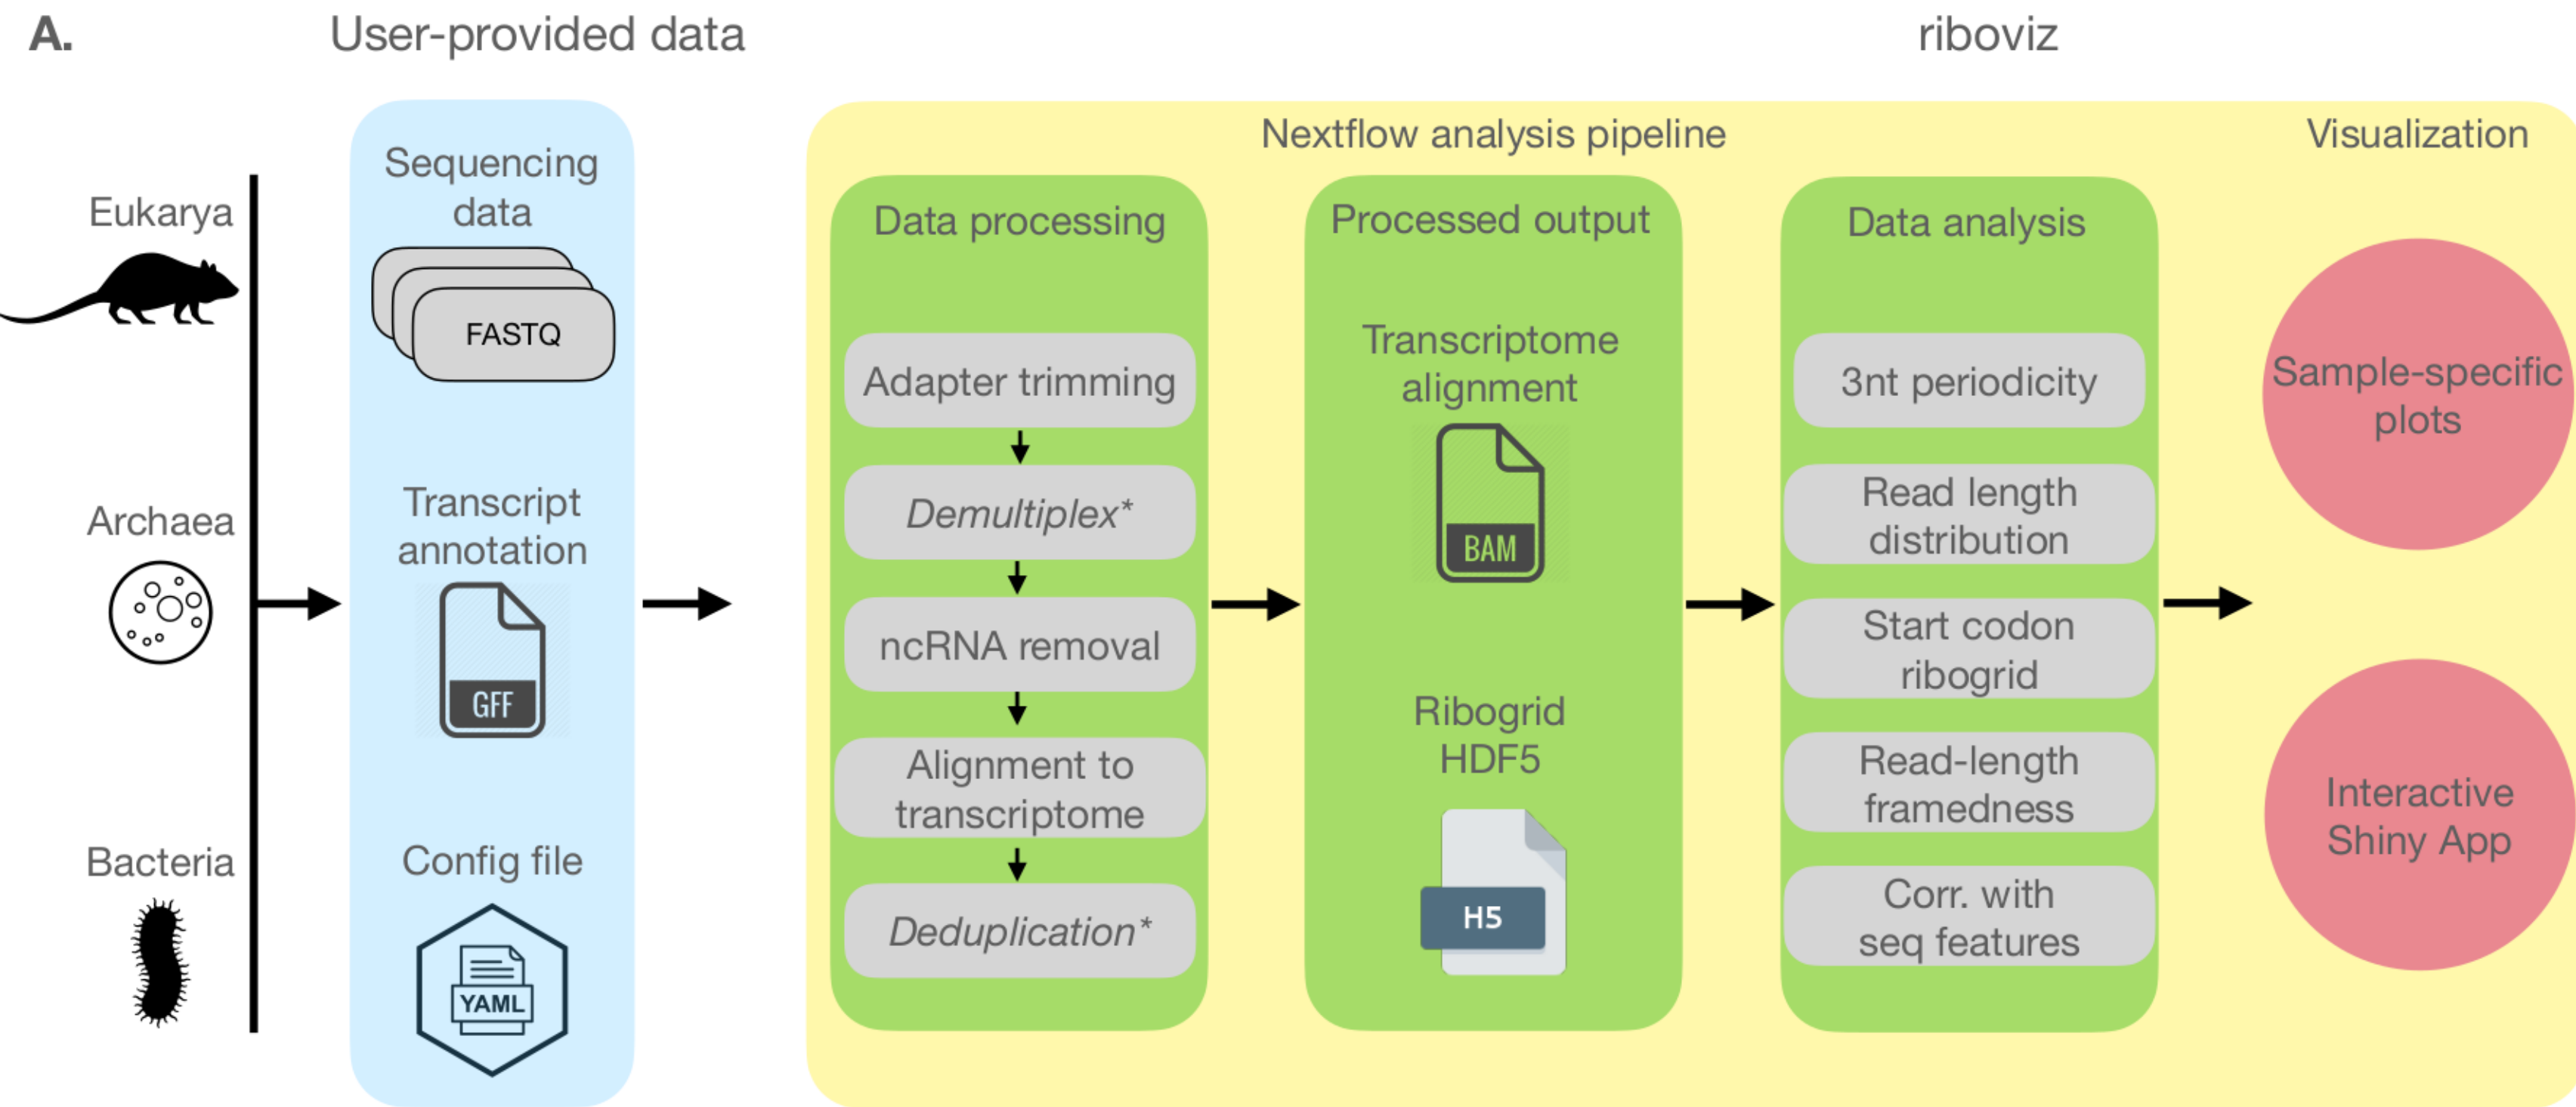 A.
User-provided data
riboviz
Eukarya
Archaea
Bacteria
Sequencing
data
FASTQ
Transcript
annotation
GFF
Config file
YAML
Nextflow analysis pipeline
Data processing
Adapter trimming
Demultiplex*
ncRNA removal
Alignment to
transcriptome
Deduplication*
Processed output
Transcriptome
alignment
BAM
Ribogrid
HDF5
H5
Data analysis
3nt periodicity
Read length
distribution
Start codon
ribogrid
Read-length
framedness
Corr. with
seq features
Visualization
Sample-specific
plots
Interactive
Shiny App